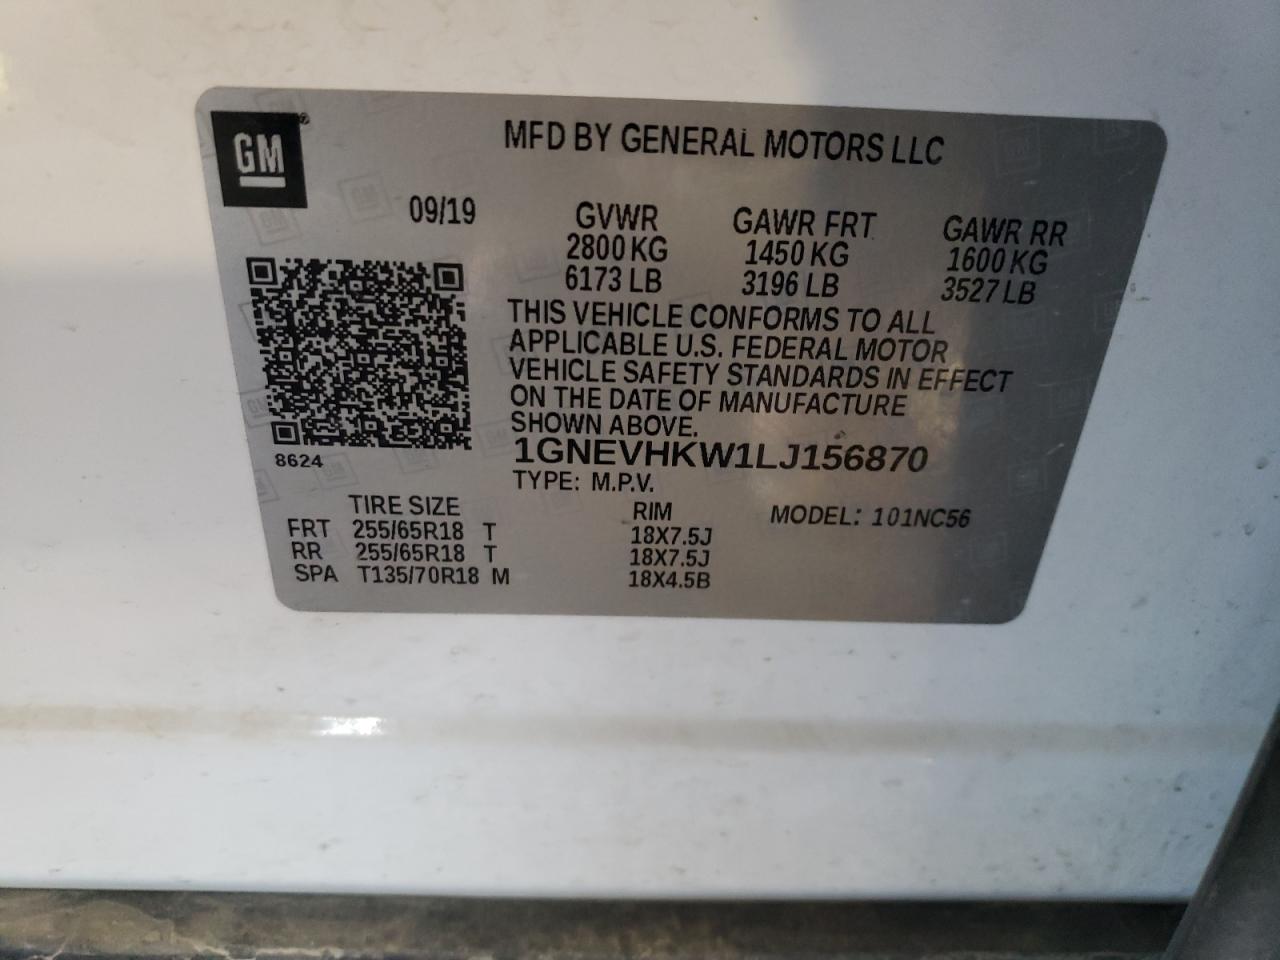 GM
MFD BY GENERAL MOTORS LLC
09/19 GVWR GAWR FRT GAWR RR
2800 KG 1450 KG 1600 KG
6173 LB 3196 LB 3527 LB
THIS VEHICLE CONFORMS TO ALL
APPLICABLE U.S. FEDERAL MOTOR
VEHICLE SAFETY STANDARDS IN EFFECT
ON THE DATE OF MANUFACTURE
SHOWN ABOVE.
8624
1GNEVHKW1LJ156870
TYPE: M.P.V.
TIRE SIZE RIM MODEL: 101NC56
FRT 255/65R18 T 18X7.5J
RR 255/65R18 T 18X7.5J
SPA T135/70R18 M 18X4.5B